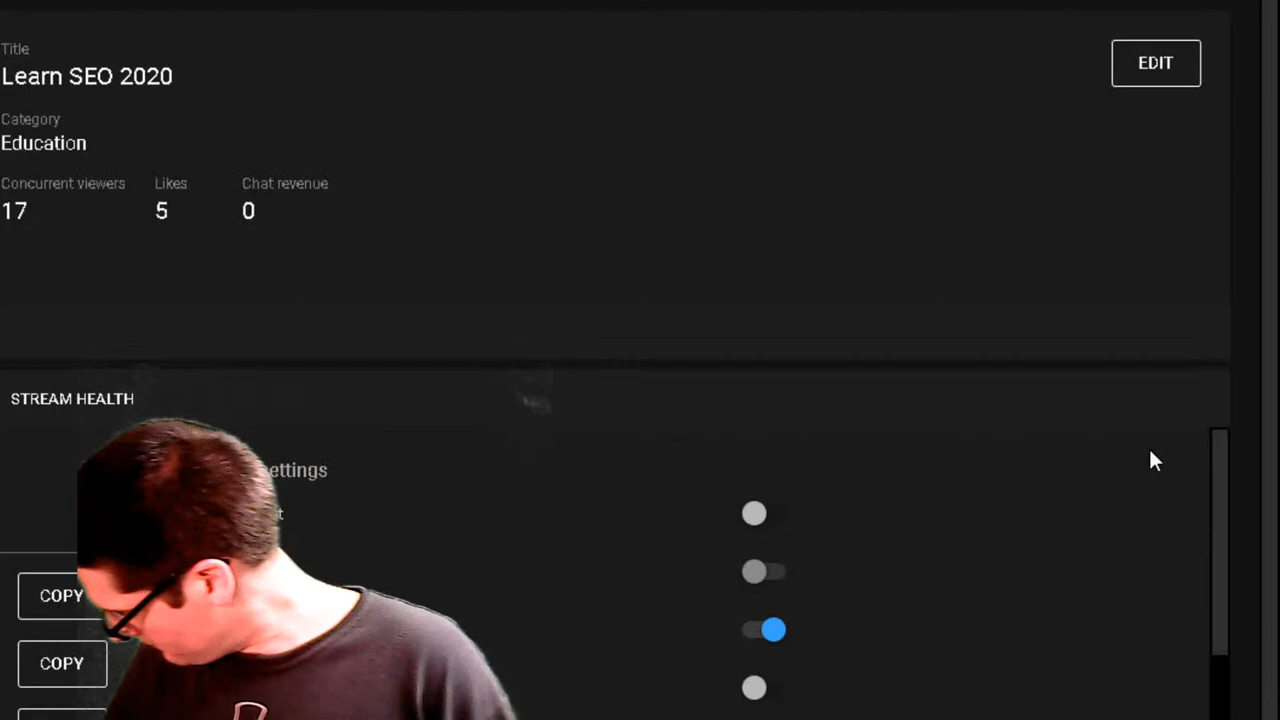 Title
Learn SEO 2020
EDIT
Category
Education
Concurrent viewers Likes Chat revenue
17 5 0
STREAM HEALTH
ettings
t
COPY
COPY